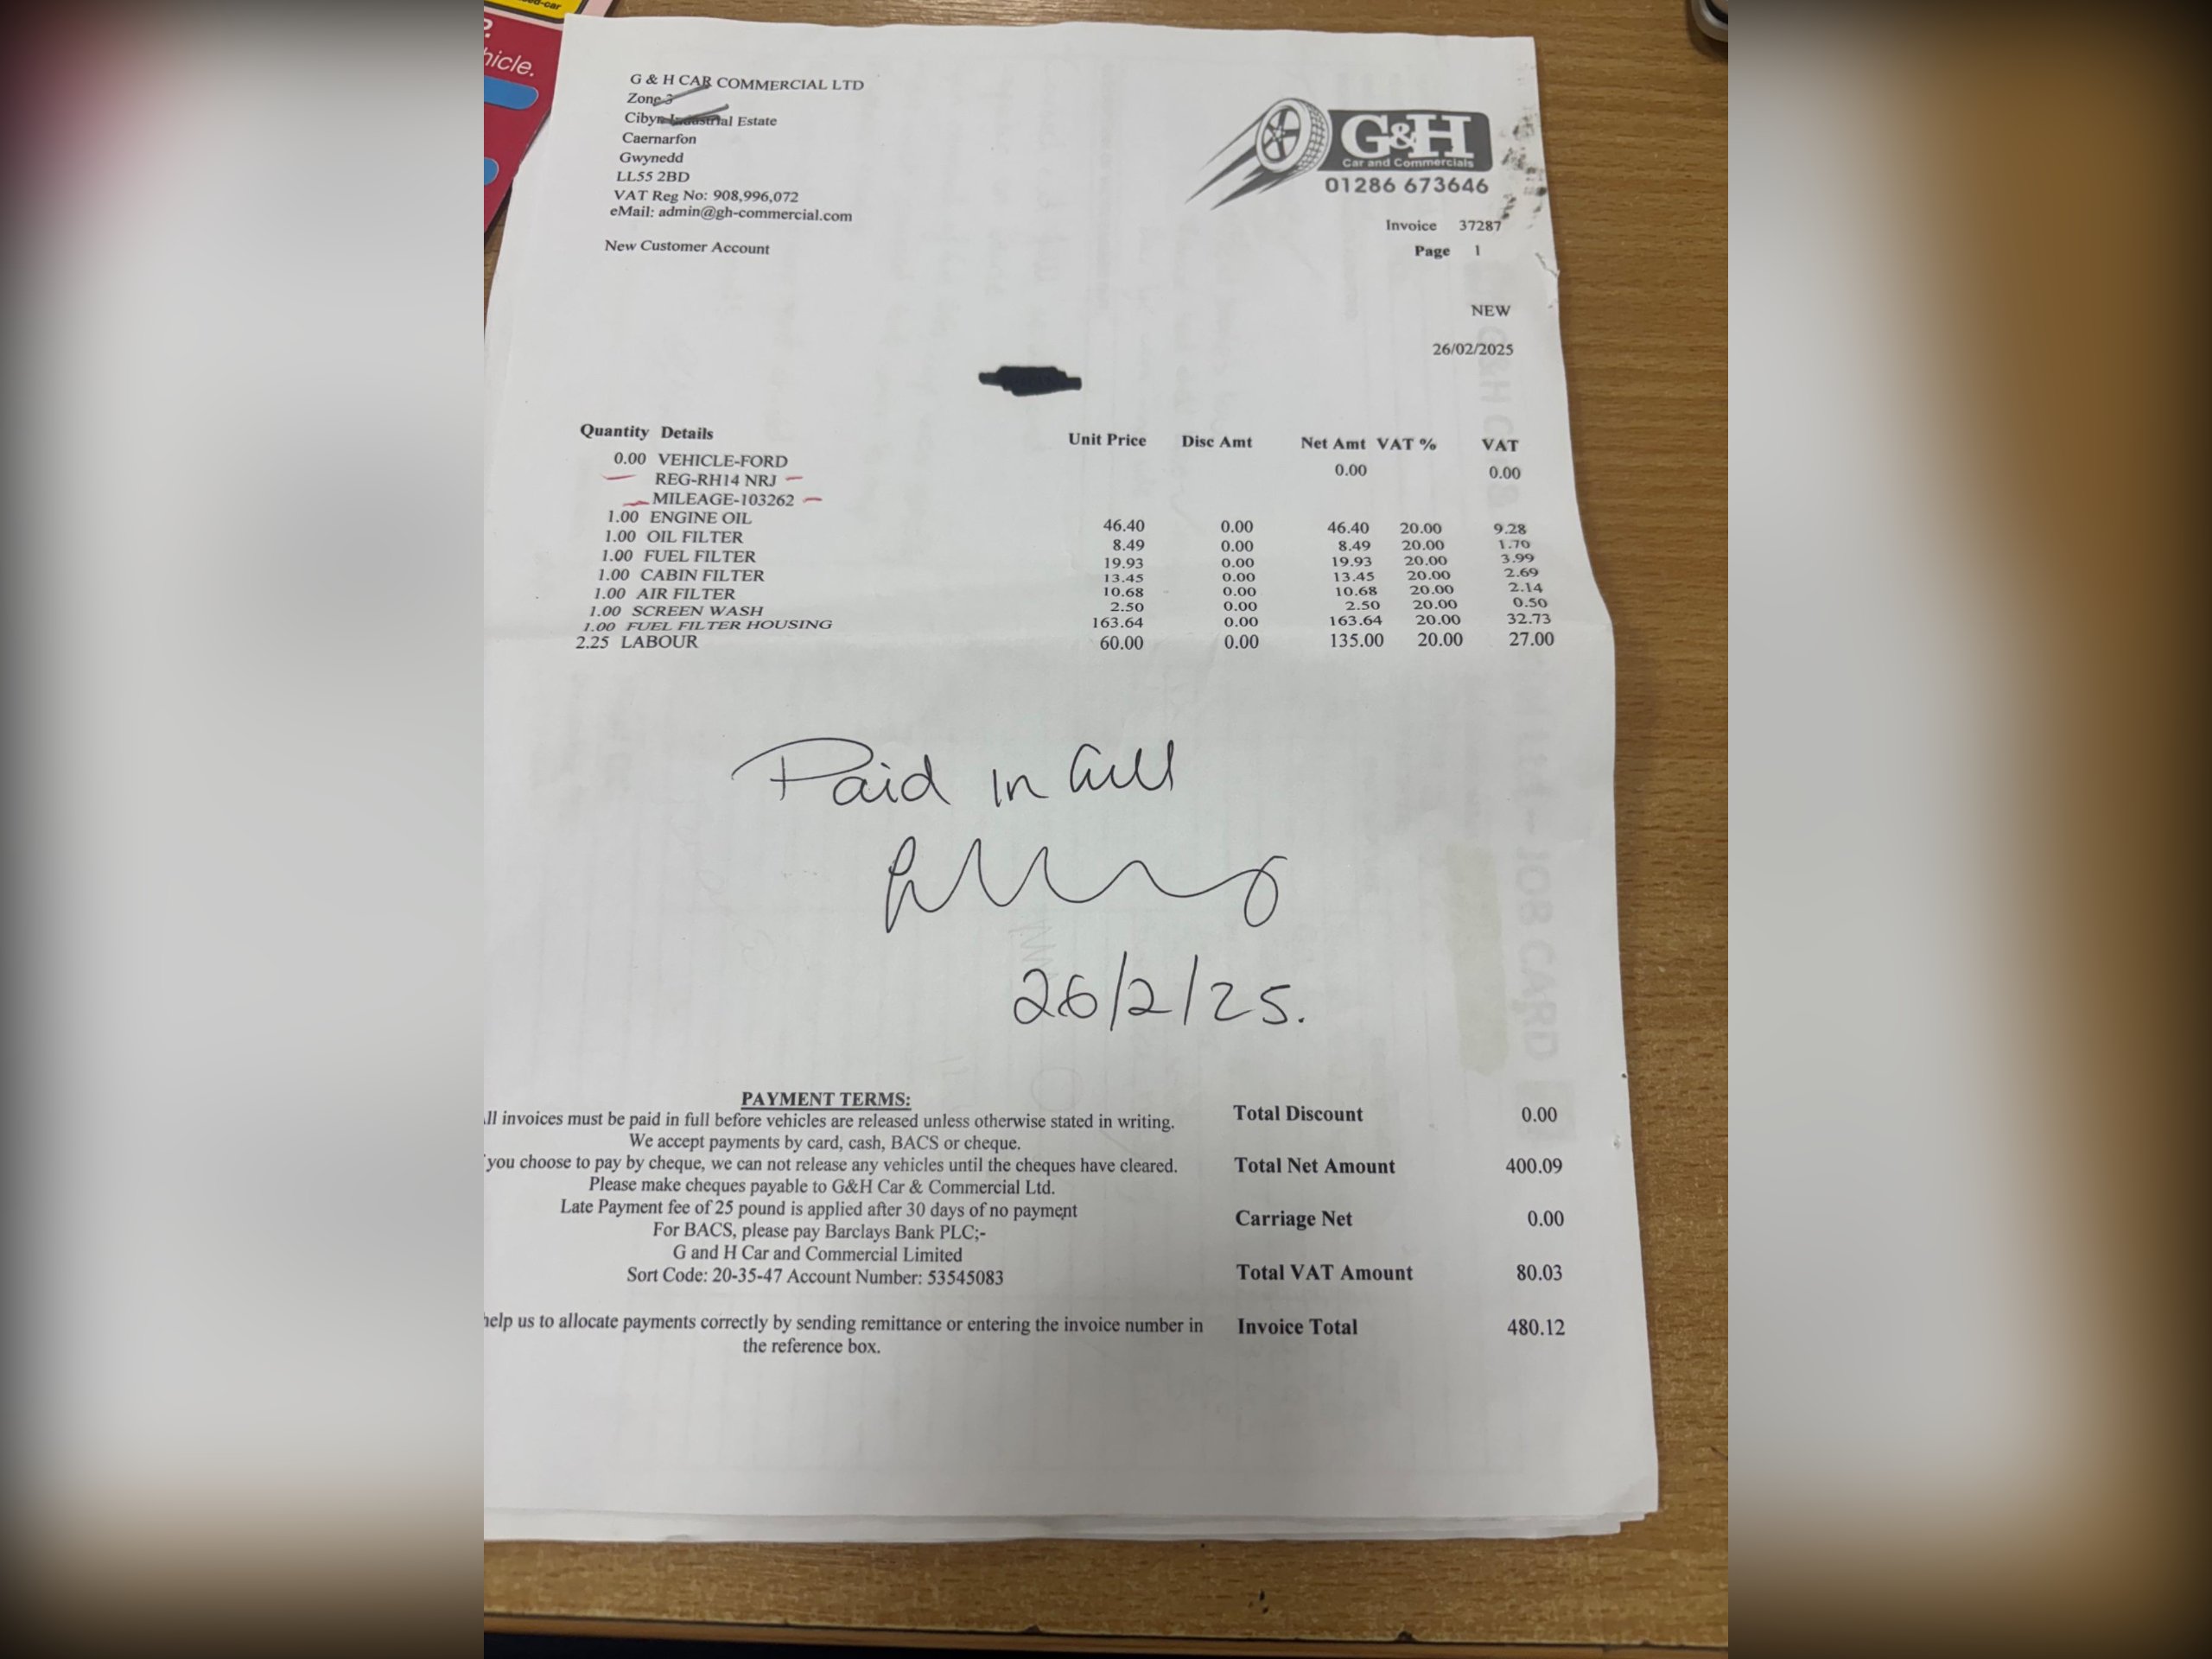 ed-car
e.
hicle.
G & H CAR COMMERCIAL LTD
Zone 3
Cibyn Industrial Estate
Caernarfon
Gwynedd
LL55 2BD
VAT Reg No: 908,996,072
eMail: admin@gh-commercial.com
New Customer Account
G&H
Car and Commercials
01286 673646
Invoice 37287
Page 1
NEW
26/02/2025
Quantity Details Unit Price Disc Amt Net Amt VAT % VAT
0.00 VEHICLE-FORD 0.00 0.00
REG-RH14 NRJ
MILEAGE-103262
1.00 ENGINE OIL 46.40 0.00 46.40 20.00 9.28
1.00 OIL FILTER 8.49 0.00 8.49 20.00 1.70
1.00 FUEL FILTER 19.93 0.00 19.93 20.00 3.99
1.00 CABIN FILTER 13.45 0.00 13.45 20.00 2.69
1.00 AIR FILTER 10.68 0.00 10.68 20.00 2.14
1.00 SCREEN WASH 2.50 0.00 2.50 20.00 0.50
1.00 FUEL FILTER HOUSING 163.64 0.00 163.64 20.00 32.73
2.25 LABOUR 60.00 0.00 135.00 20.00 27.00
Paid in full
26/2/25.
PAYMENT TERMS:
ll invoices must be paid in full before vehicles are released unless otherwise stated in writing.
We accept payments by card, cash, BACS or cheque.
you choose to pay by cheque, we can not release any vehicles until the cheques have cleared.
Please make cheques payable to G&H Car & Commercial Ltd.
Late Payment fee of 25 pound is applied after 30 days of no payment
For BACS, please pay Barclays Bank PLC;-
G and H Car and Commercial Limited
Sort Code: 20-35-47 Account Number: 53545083
help us to allocate payments correctly by sending remittance or entering the invoice number in
the reference box.
Total Discount 0.00
Total Net Amount 400.09
Carriage Net 0.00
Total VAT Amount 80.03
Invoice Total 480.12